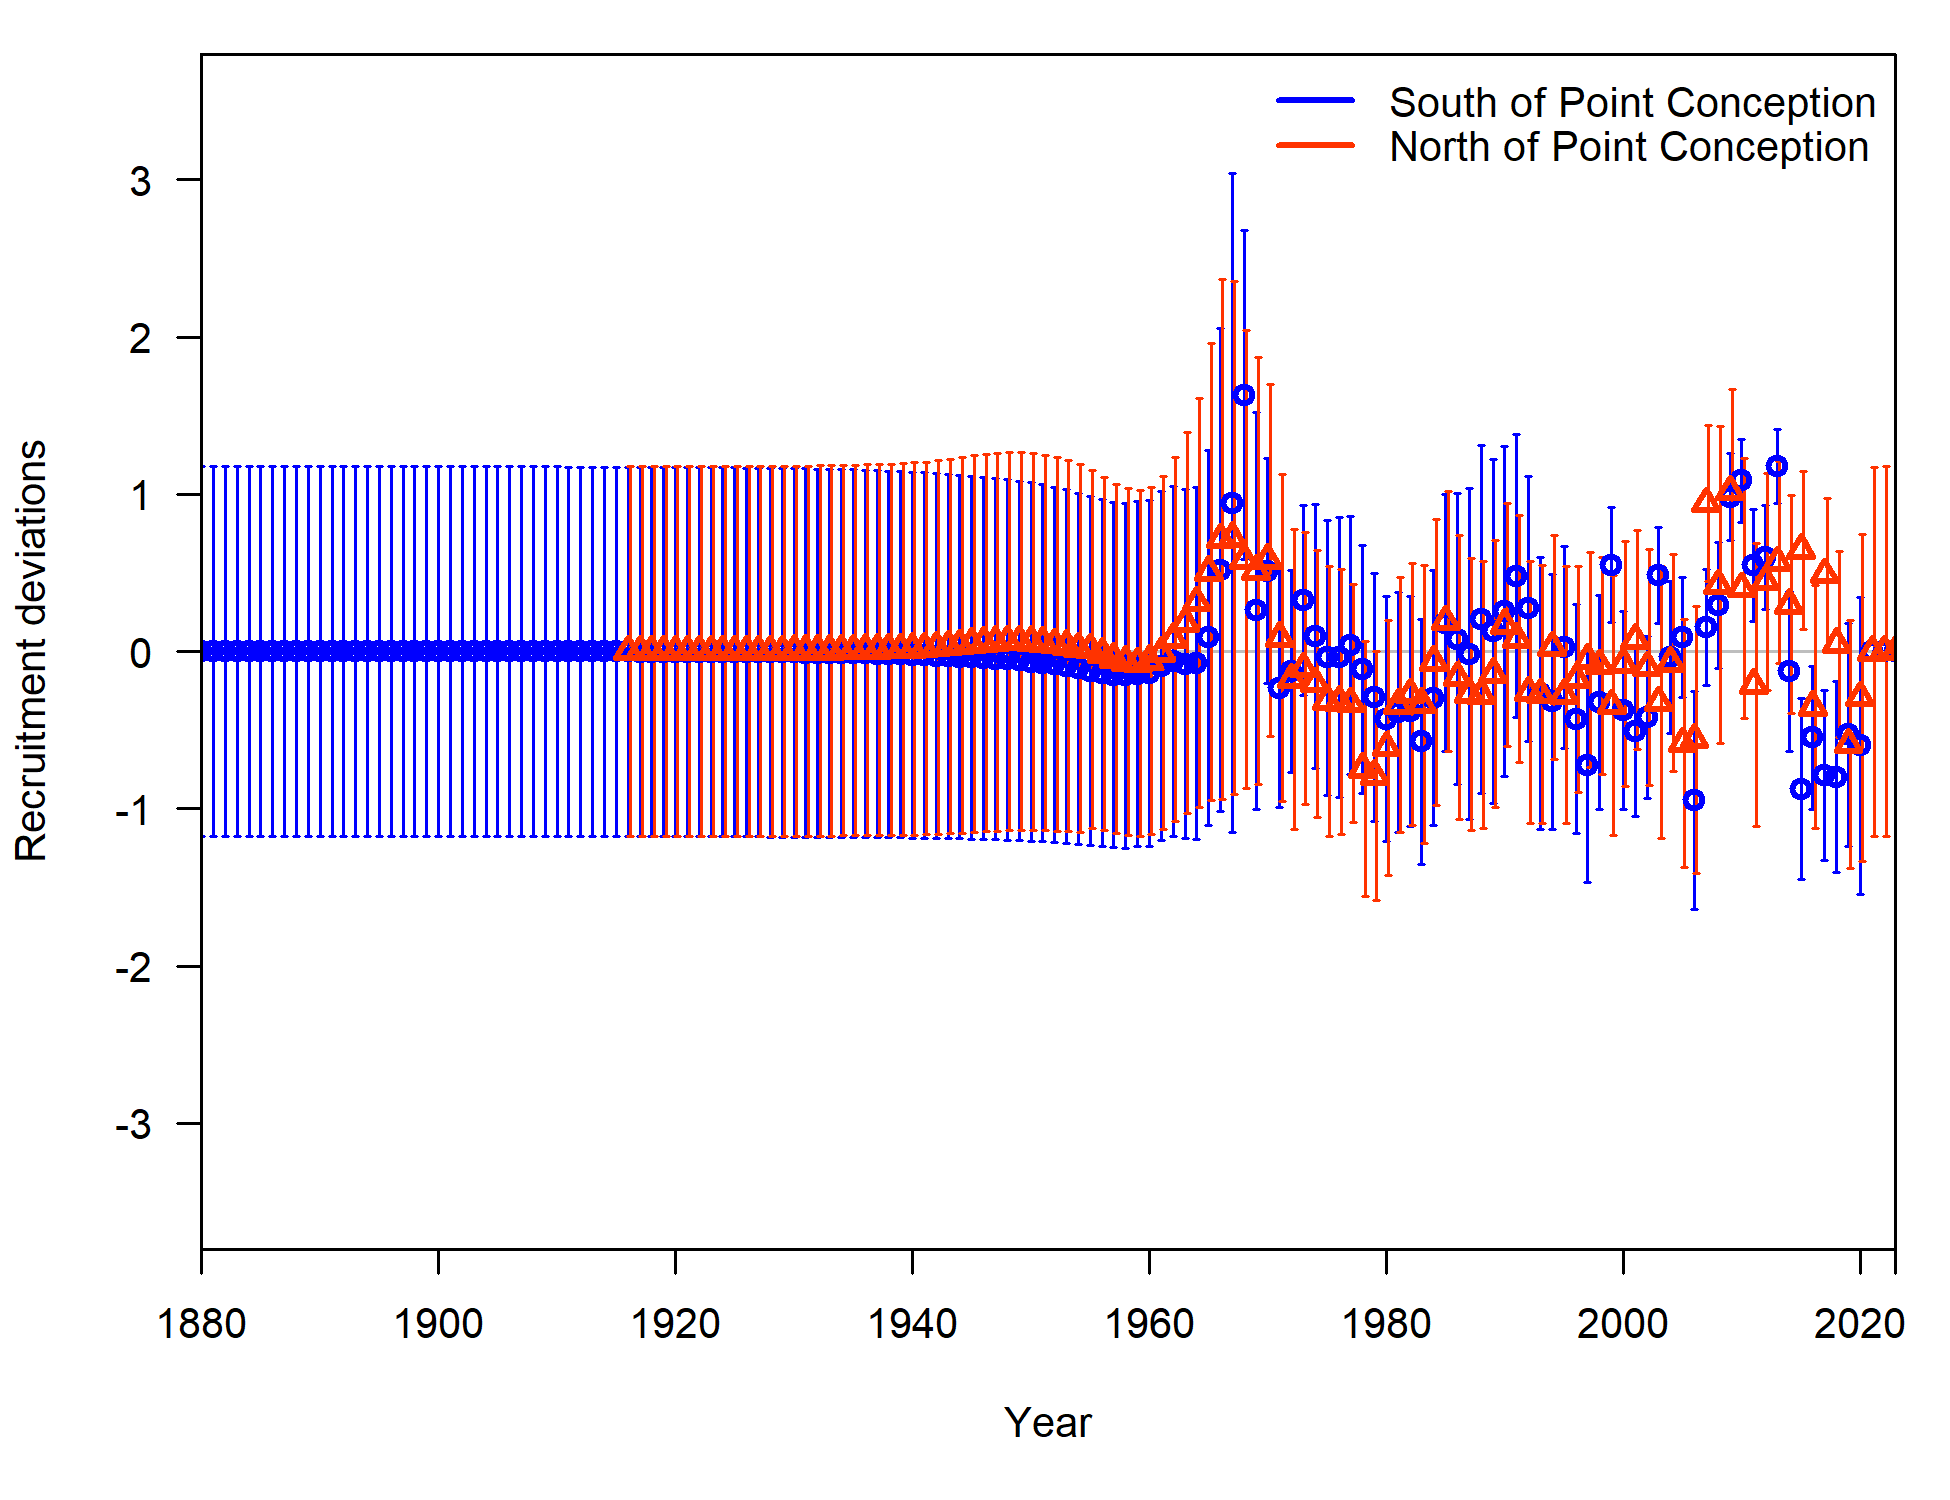 South of Point Conception
North of Point Conception
3
2
1
0
-1
-2
-3
Recruitment deviations
1880 1900 1920 1940 1960 1980 2000 2020
Year